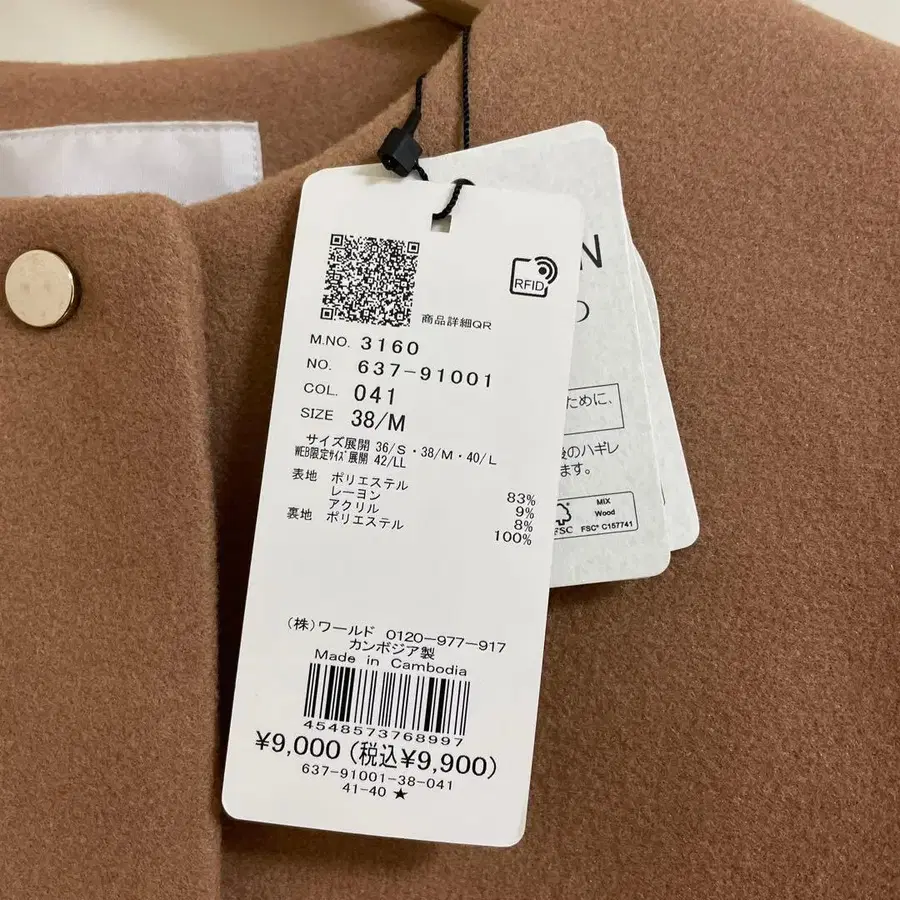 RFID
商品詳細QR
M.NO. 3160
NO. 637-91001
COL. 041
SIZE 38/M
サイズ展開 36/S・38/M・40/L
WEB限定サイズ展開 42/LL
表地 ポリエステル 83%
レーヨン 9%
アクリル 8%
裏地 ポリエステル 100%
(株)ワールド 0120-977-917
カンボジア製
Made in Cambodia
4548573768997
¥9,000 (税込¥9,900)
637-91001-38-041
41-40 ★
N
ために、
後のハギレ
ます。
FSC
MIX
Wood
FSC® C157741